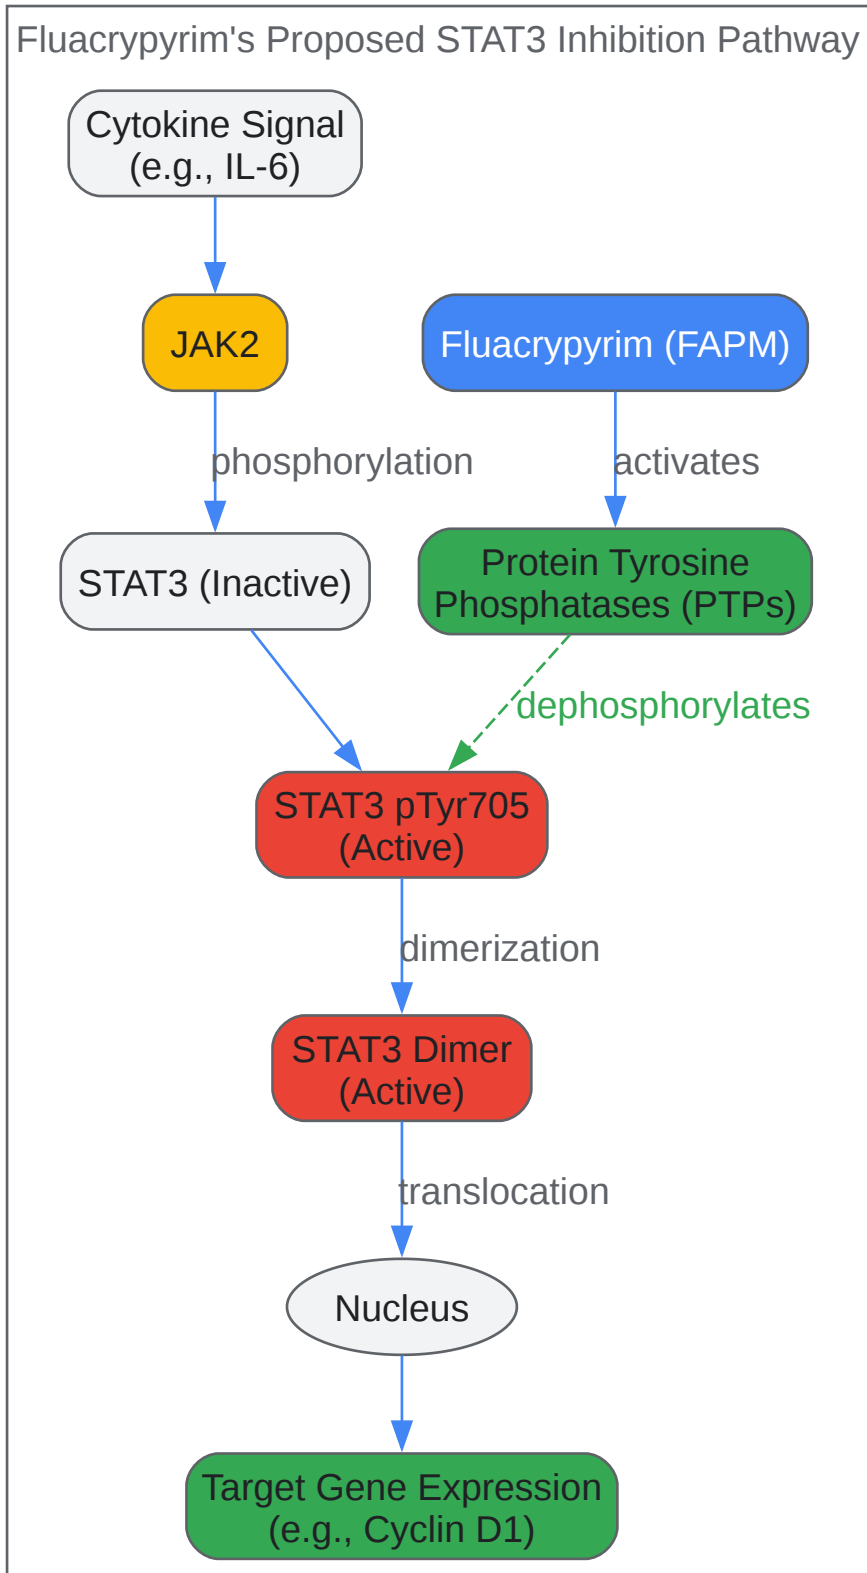 Fluacrypyrim's Proposed STAT3 Inhibition Pathway
Cytokine Signal
(e.g., IL-6)
JAK2
Fluacrypyrim (FAPM)
phosphorylation
activates
STAT3 (Inactive)
Protein Tyrosine
Phosphatases (PTPs)
dephosphorylates
STAT3 pTyr705
(Active)
dimerization
STAT3 Dimer
(Active)
translocation
Nucleus
Target Gene Expression
(e.g., Cyclin D1)